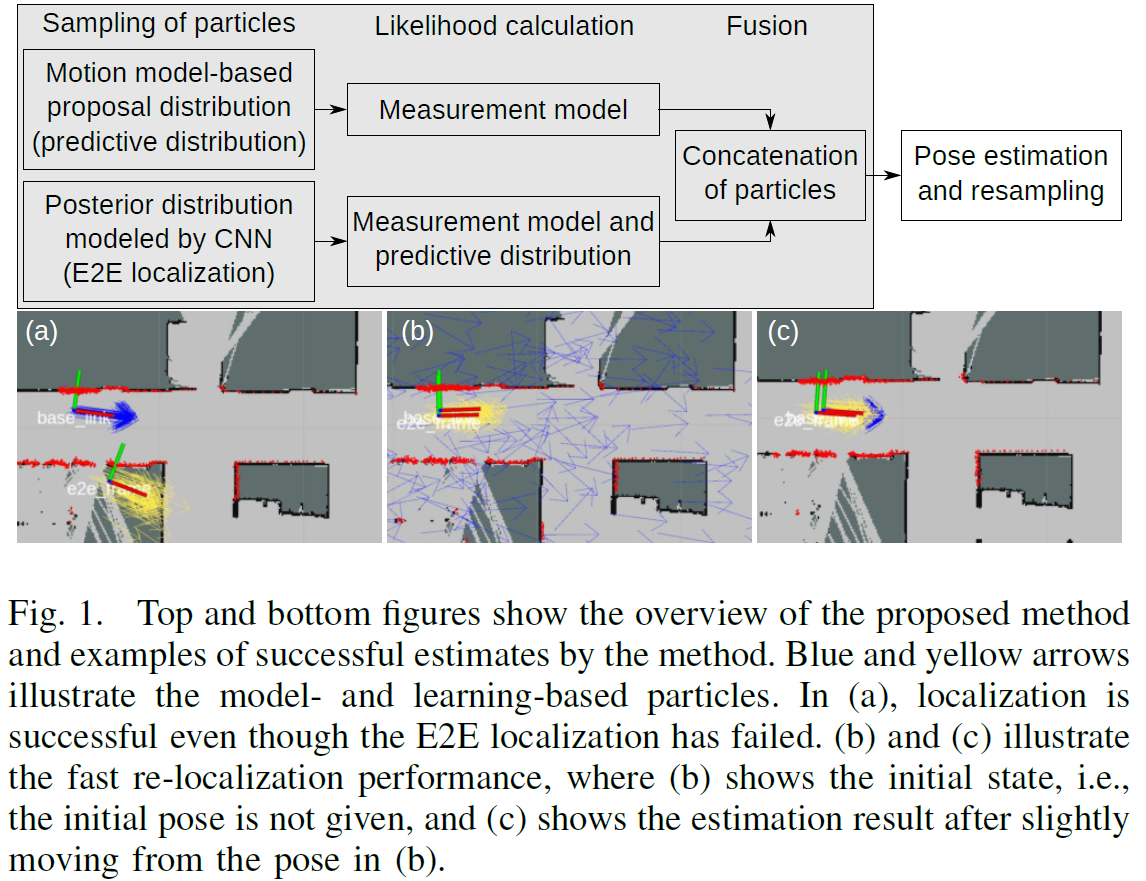 Sampling of particles
Likelihood calculation
Fusion
Motion model-based
proposal distribution
(predictive distribution)
Measurement model
Posterior distribution
modeled by CNN
(E2E localization)
Measurement model and
predictive distribution
Concatenation
of particles
Pose estimation
and resampling
(a)
base_link
e2e_frame
(b)
e2e_frame
(c)
e2e_frame
Fig. 1. Top and bottom figures show the overview of the proposed method
and examples of successful estimates by the method. Blue and yellow arrows
illustrate the model- and learning-based particles. In (a), localization is
successful even though the E2E localization has failed. (b) and (c) illustrate
the fast re-localization performance, where (b) shows the initial state, i.e.,
the initial pose is not given, and (c) shows the estimation result after slightly
moving from the pose in (b).